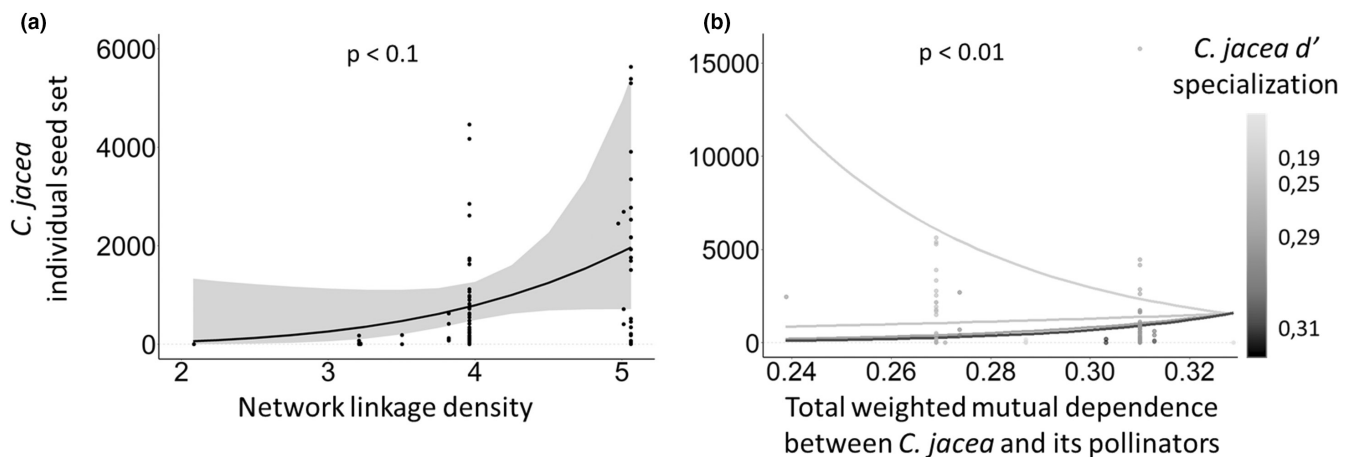 (a)
p < 0.1
6000
4000
2000
0
C. jacea
individual seed set
2
3
4
5
Network linkage density
(b)
p < 0.01
15000
10000
5000
0
0.24
0.26
0.28
0.30
0.32
Total weighted mutual dependence
between C. jacea and its pollinators
C. jacea d’
specialization
0,19
0,25
0,29
0,31